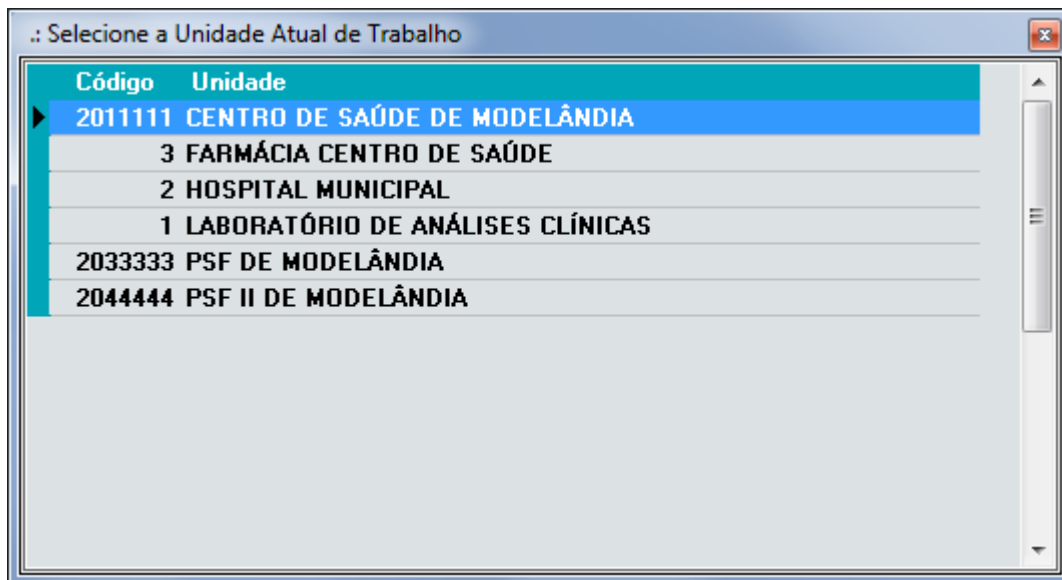 .: Selecione a Unidade Atual de Trabalho
Código Unidade
2011111 CENTRO DE SAÚDE DE MODELÂNDIA
3 FARMÁCIA CENTRO DE SAÚDE
2 HOSPITAL MUNICIPAL
1 LABORATÓRIO DE ANÁLISES CLÍNICAS
2033333 PSF DE MODELÂNDIA
2044444 PSF II DE MODELÂNDIA